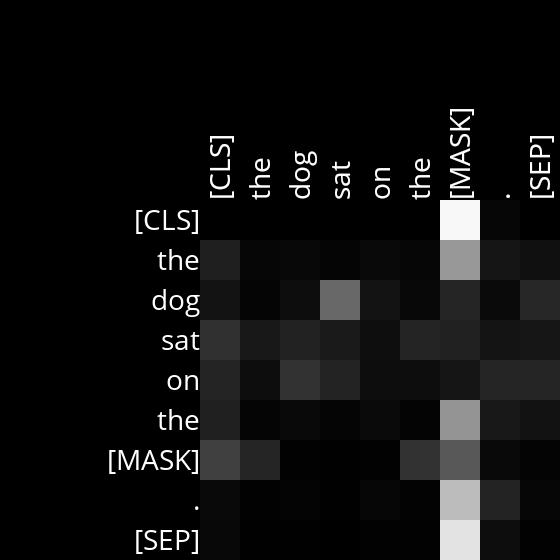 [CLS] the dog sat on the [MASK] . [SEP]
[CLS]
the
dog
sat
on
the
[MASK]
.
[SEP]